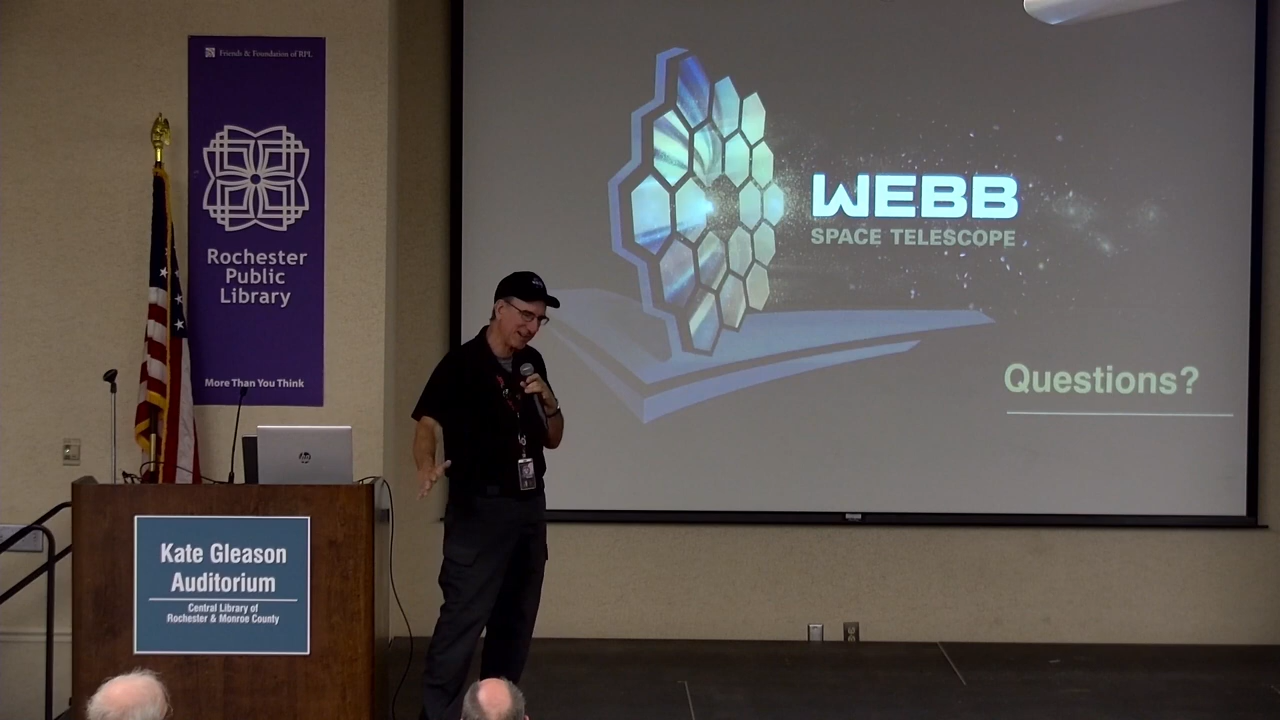 Friends & Foundation of RPL
Rochester
Public
Library
More Than You Think
WEBB
SPACE TELESCOPE
Questions?
hp
Kate Gleason
Auditorium
Central Library of
Rochester & Monroe County